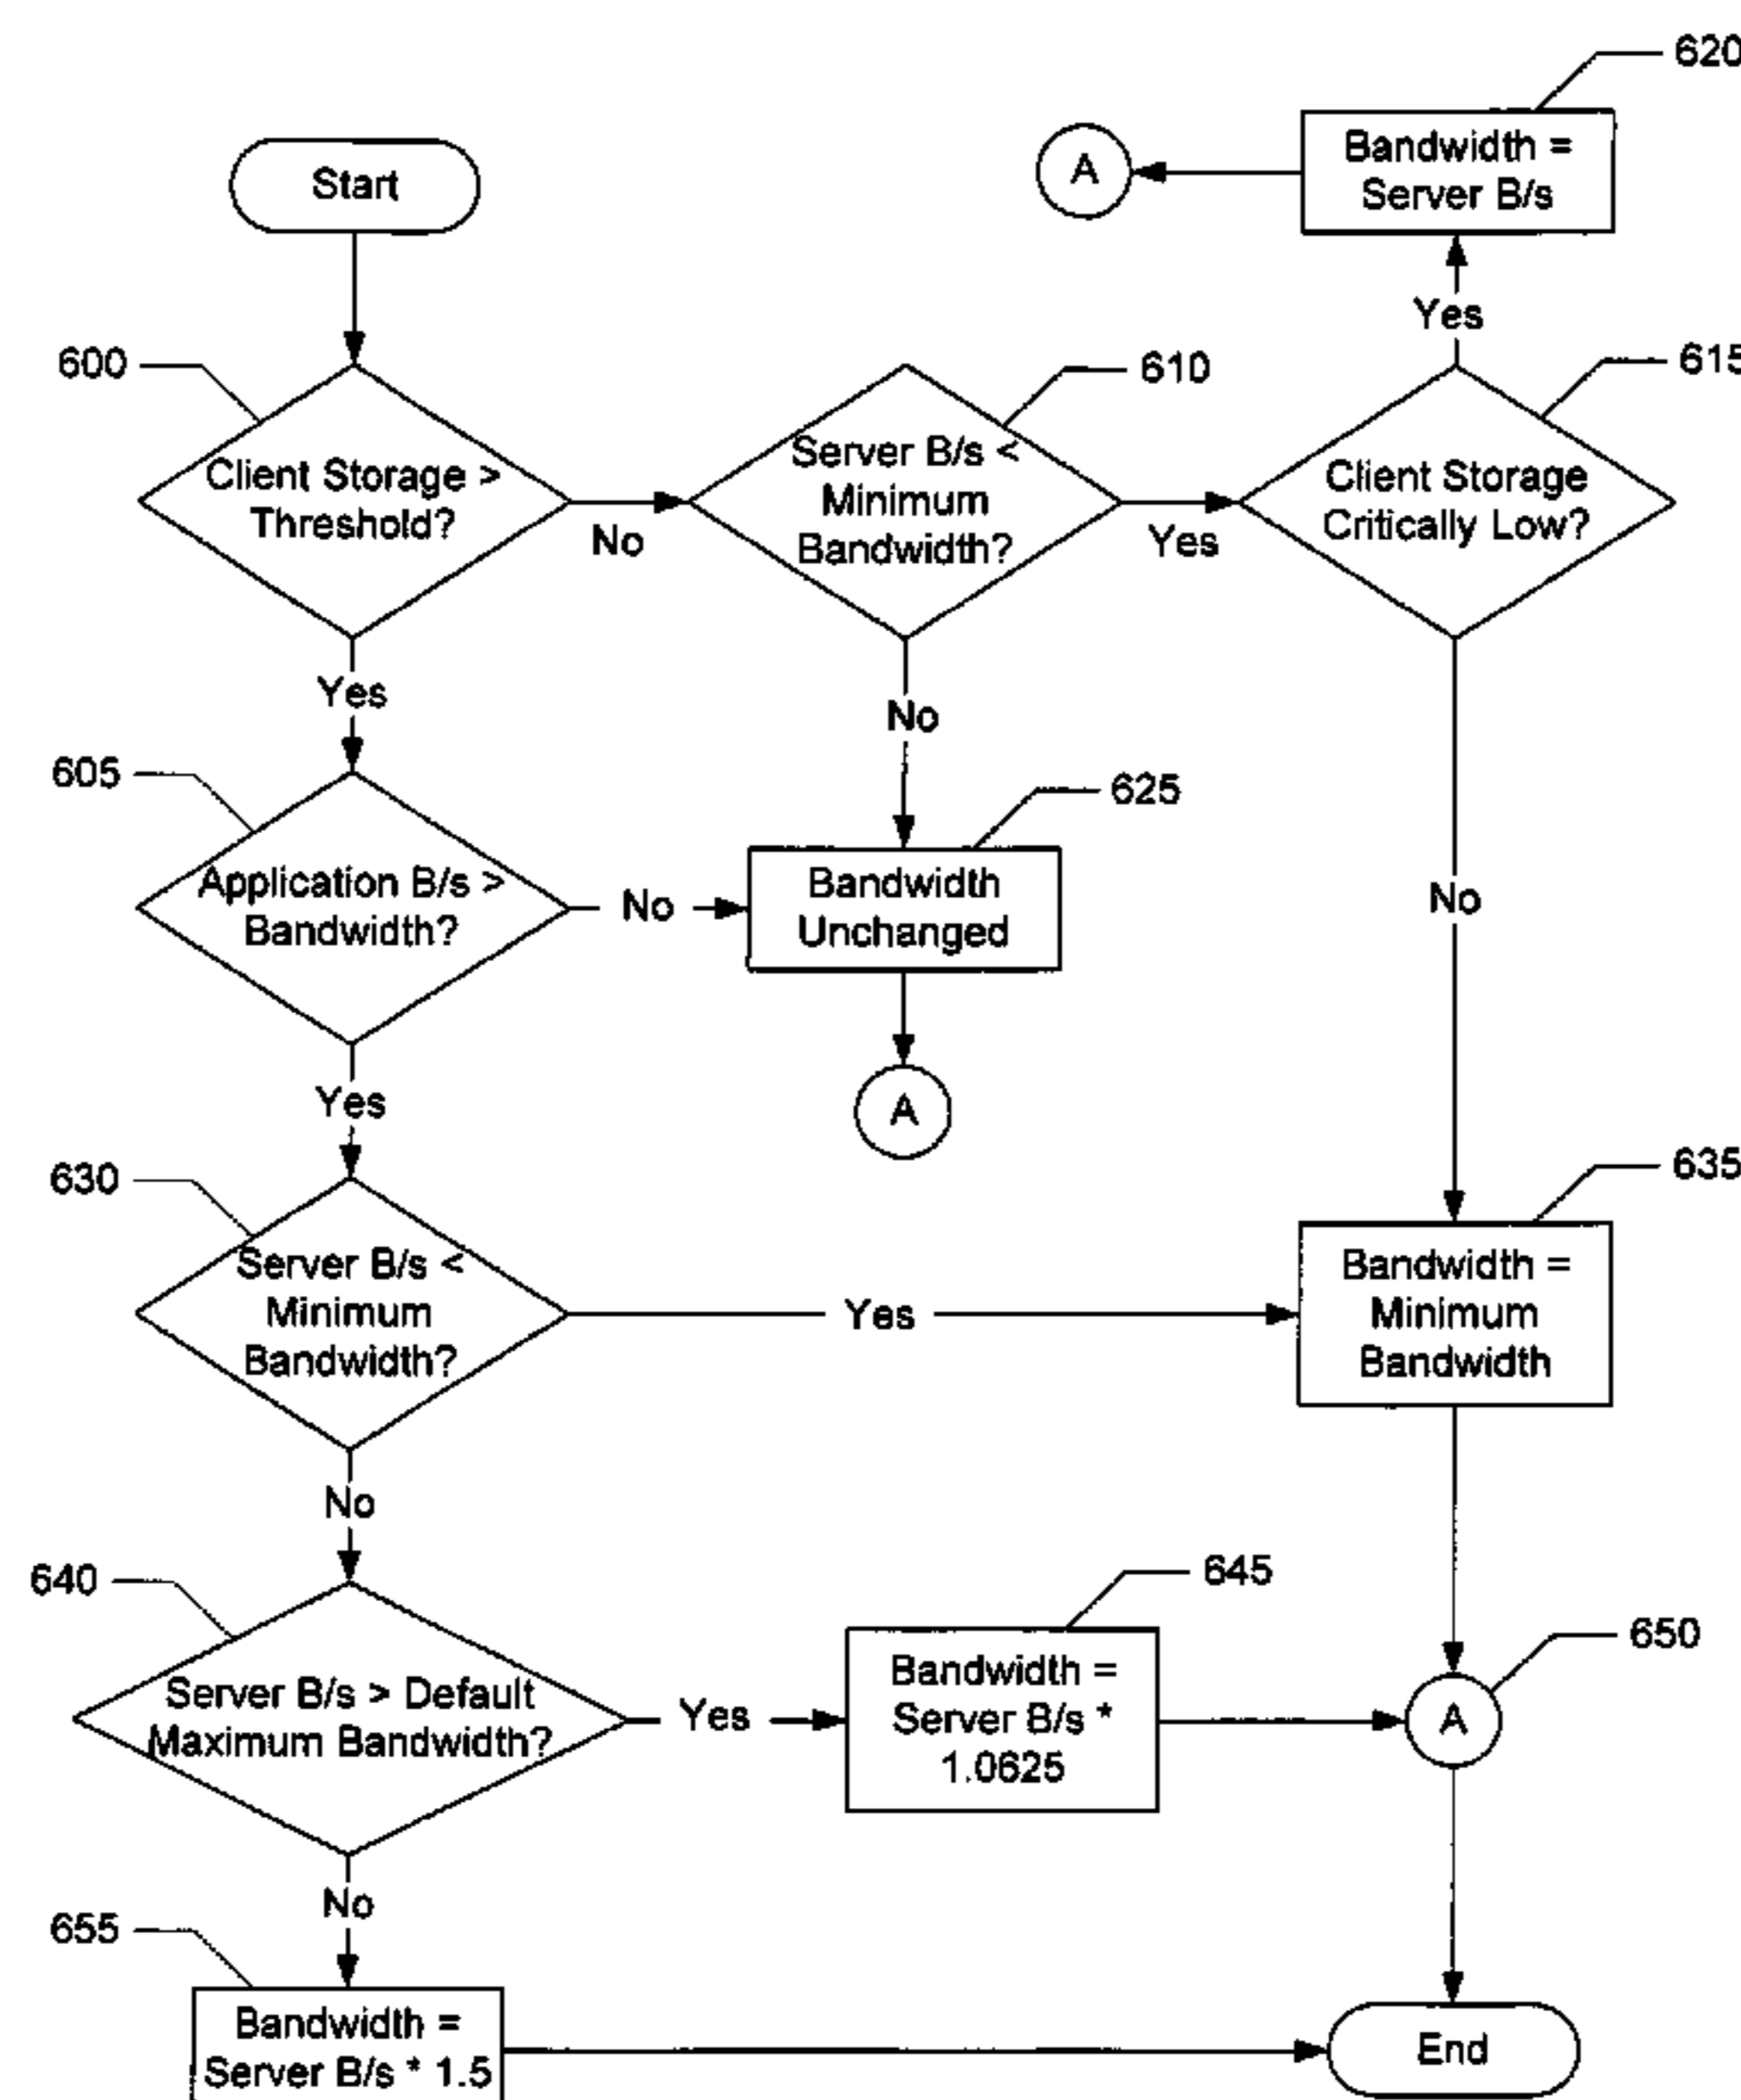 620
Bandwidth =
Server B/s
A
Start
Yes
600
610
615
Client Storage >
Threshold?
No
Server B/s <
Minimum
Bandwidth?
Yes
Client Storage
Critically Low?
Yes
No
No
605
625
Application B/s >
Bandwidth?
No
Bandwidth
Unchanged
Yes
A
630
635
Server B/s <
Minimum
Bandwidth?
Yes
Bandwidth =
Minimum
Bandwidth
No
640
645
650
Server B/s > Default
Maximum Bandwidth?
Yes
Bandwidth =
Server B/s *
1.0625
A
No
655
Bandwidth =
Server B/s * 1.5
End